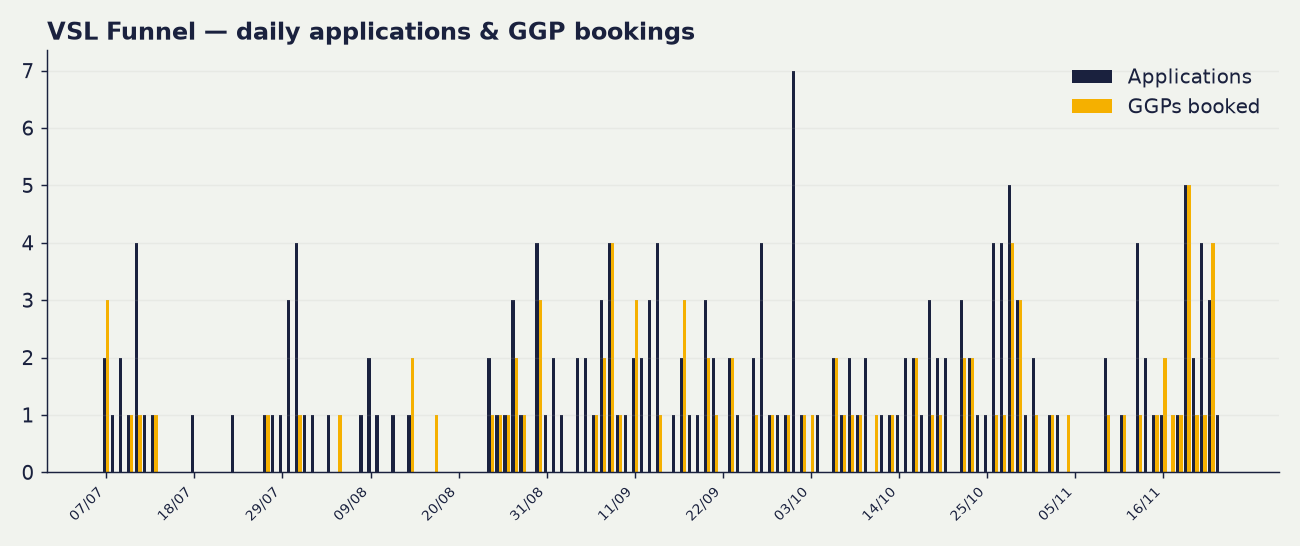 VSL Funnel — daily applications & GGP bookings
Applications
GGPs booked
7
6
5
4
3
2
1
0
07/07 18/07 29/07 09/08 20/08 31/08 11/09 22/09 03/10 14/10 25/10 05/11 16/11